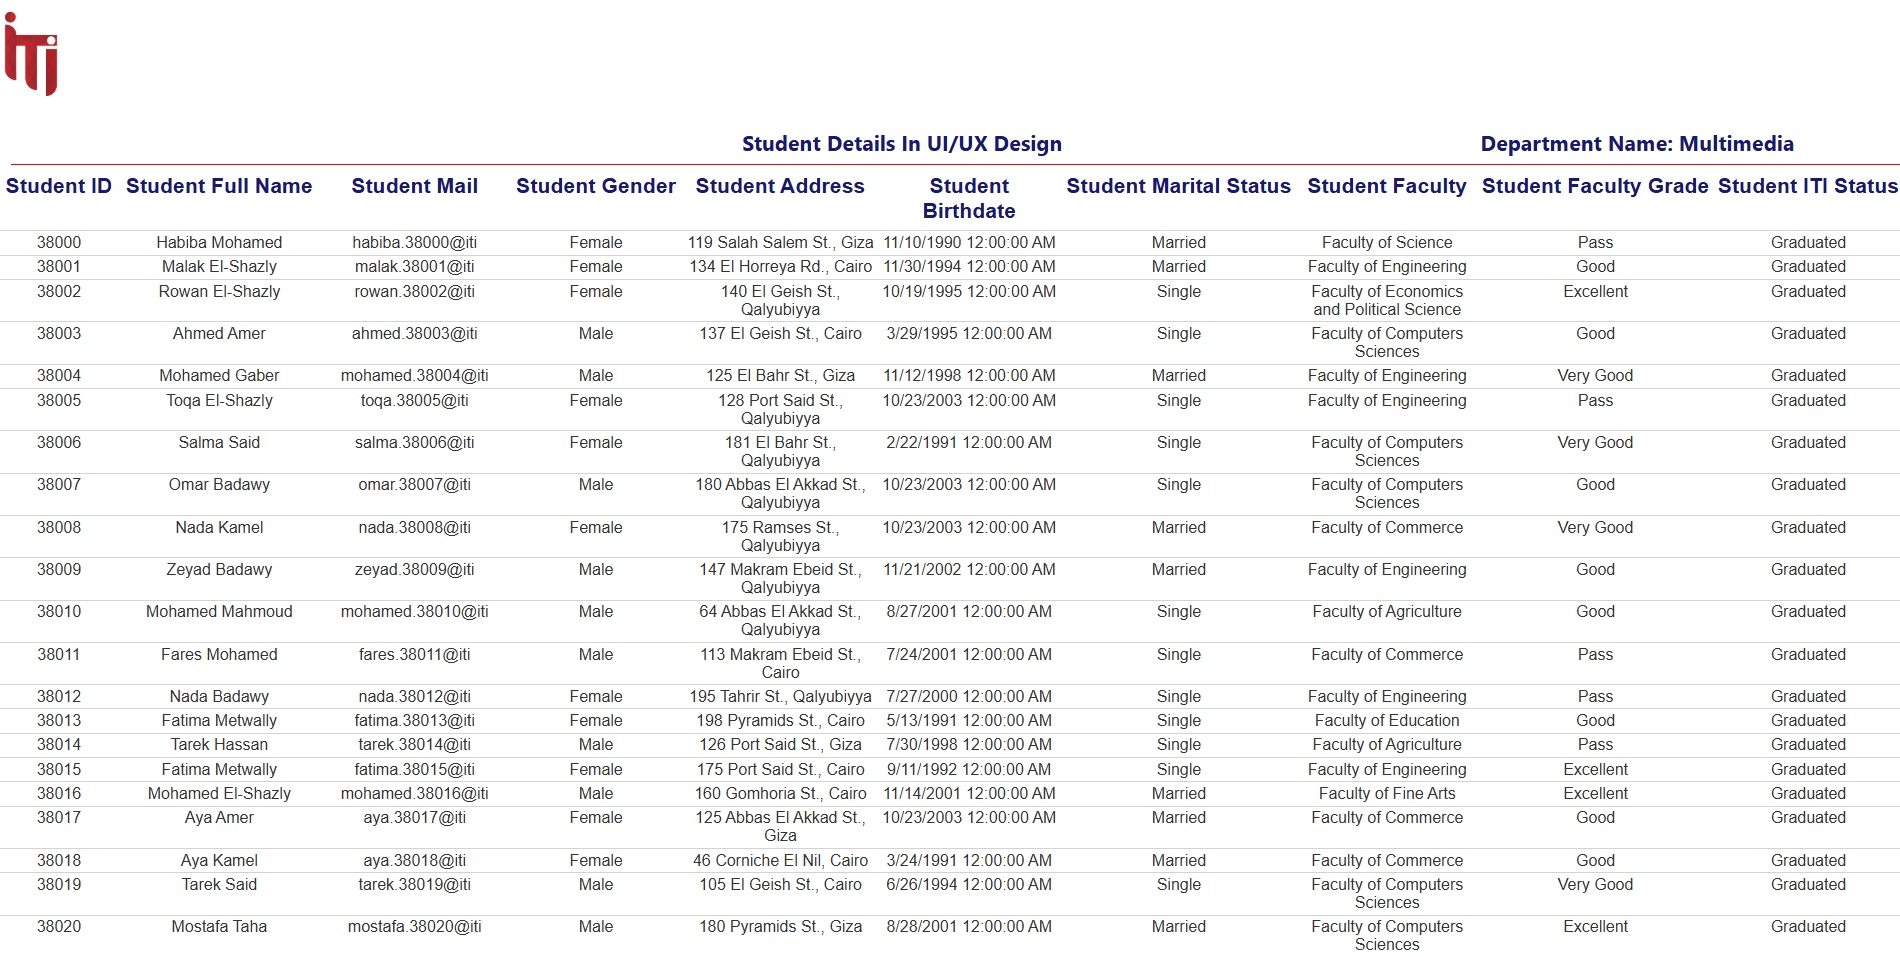 iTi
Student Details In UI/UX Design Department Name: Multimedia
Student ID Student Full Name Student Mail Student Gender Student Address Student Birthdate Student Marital Status Student Faculty Student Faculty Grade Student ITI Status
38000 Habiba Mohamed habiba.38000@iti Female 119 Salah Salem St., Giza 11/10/1990 12:00:00 AM Married Faculty of Science Pass Graduated
38001 Malak El-Shazly malak.38001@iti Female 134 El Horreya Rd., Cairo 11/30/1994 12:00:00 AM Married Faculty of Engineering Good Graduated
38002 Rowan El-Shazly rowan.38002@iti Female 140 El Geish St., Qalyubiyya 10/19/1995 12:00:00 AM Single Faculty of Economics and Political Science Excellent Graduated
38003 Ahmed Amer ahmed.38003@iti Male 137 El Geish St., Cairo 3/29/1995 12:00:00 AM Single Faculty of Computers Sciences Good Graduated
38004 Mohamed Gaber mohamed.38004@iti Male 125 El Bahr St., Giza 11/12/1998 12:00:00 AM Married Faculty of Engineering Very Good Graduated
38005 Toqa El-Shazly toqa.38005@iti Female 128 Port Said St., Qalyubiyya 10/23/2003 12:00:00 AM Single Faculty of Engineering Pass Graduated
38006 Salma Said salma.38006@iti Female 181 El Bahr St., Qalyubiyya 2/22/1991 12:00:00 AM Single Faculty of Computers Sciences Very Good Graduated
38007 Omar Badawy omar.38007@iti Male 180 Abbas El Akkad St., Qalyubiyya 10/23/2003 12:00:00 AM Single Faculty of Computers Sciences Good Graduated
38008 Nada Kamel nada.38008@iti Female 175 Ramses St., Qalyubiyya 10/23/2003 12:00:00 AM Married Faculty of Commerce Very Good Graduated
38009 Zeyad Badawy zeyad.38009@iti Male 147 Makram Ebeid St., Qalyubiyya 11/21/2002 12:00:00 AM Married Faculty of Engineering Good Graduated
38010 Mohamed Mahmoud mohamed.38010@iti Male 64 Abbas El Akkad St., Qalyubiyya 8/27/2001 12:00:00 AM Single Faculty of Agriculture Good Graduated
38011 Fares Mohamed fares.38011@iti Male 113 Makram Ebeid St., Cairo 7/24/2001 12:00:00 AM Single Faculty of Commerce Pass Graduated
38012 Nada Badawy nada.38012@iti Female 195 Tahrir St., Qalyubiyya 7/27/2000 12:00:00 AM Single Faculty of Engineering Pass Graduated
38013 Fatima Metwally fatima.38013@iti Female 198 Pyramids St., Cairo 5/13/1991 12:00:00 AM Single Faculty of Education Good Graduated
38014 Tarek Hassan tarek.38014@iti Male 126 Port Said St., Giza 7/30/1998 12:00:00 AM Single Faculty of Agriculture Pass Graduated
38015 Fatima Metwally fatima.38015@iti Female 175 Port Said St., Cairo 9/11/1992 12:00:00 AM Single Faculty of Engineering Excellent Graduated
38016 Mohamed El-Shazly mohamed.38016@iti Male 160 Gomhoria St., Cairo 11/14/2001 12:00:00 AM Married Faculty of Fine Arts Excellent Graduated
38017 Aya Amer aya.38017@iti Female 125 Abbas El Akkad St., Giza 10/23/2003 12:00:00 AM Married Faculty of Commerce Good Graduated
38018 Aya Kamel aya.38018@iti Female 46 Corniche El Nil, Cairo 3/24/1991 12:00:00 AM Married Faculty of Commerce Good Graduated
38019 Tarek Said tarek.38019@iti Male 105 El Geish St., Cairo 6/26/1994 12:00:00 AM Single Faculty of Computers Sciences Very Good Graduated
38020 Mostafa Taha mostafa.38020@iti Male 180 Pyramids St., Giza 8/28/2001 12:00:00 AM Married Faculty of Computers Sciences Excellent Graduated